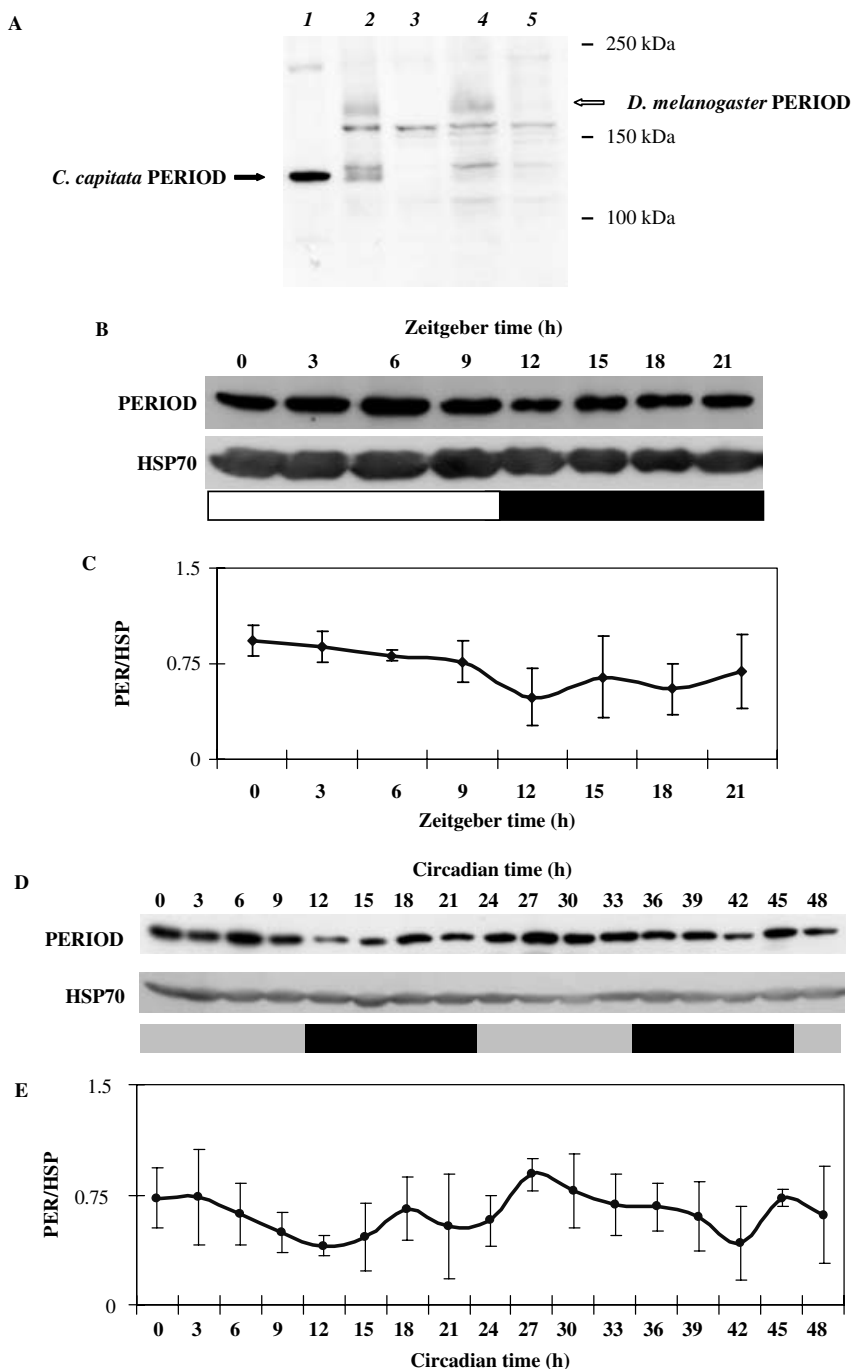 A
1 2 3 4 5
250 kDa
D. melanogaster PERIOD
150 kDa
C. capitata PERIOD
100 kDa
B
Zeitgeber time (h)
0 3 6 9 12 15 18 21
PERIOD
HSP70
C
1.5
0.75
0
PER/HSP
0 3 6 9 12 15 18 21
Zeitgeber time (h)
D
Circadian time (h)
0 3 6 9 12 15 18 21 24 27 30 33 36 39 42 45 48
PERIOD
HSP70
E
1.5
0.75
0
PER/HSP
0 3 6 9 12 15 18 21 24 27 30 33 36 39 42 45 48
Circadian time (h)